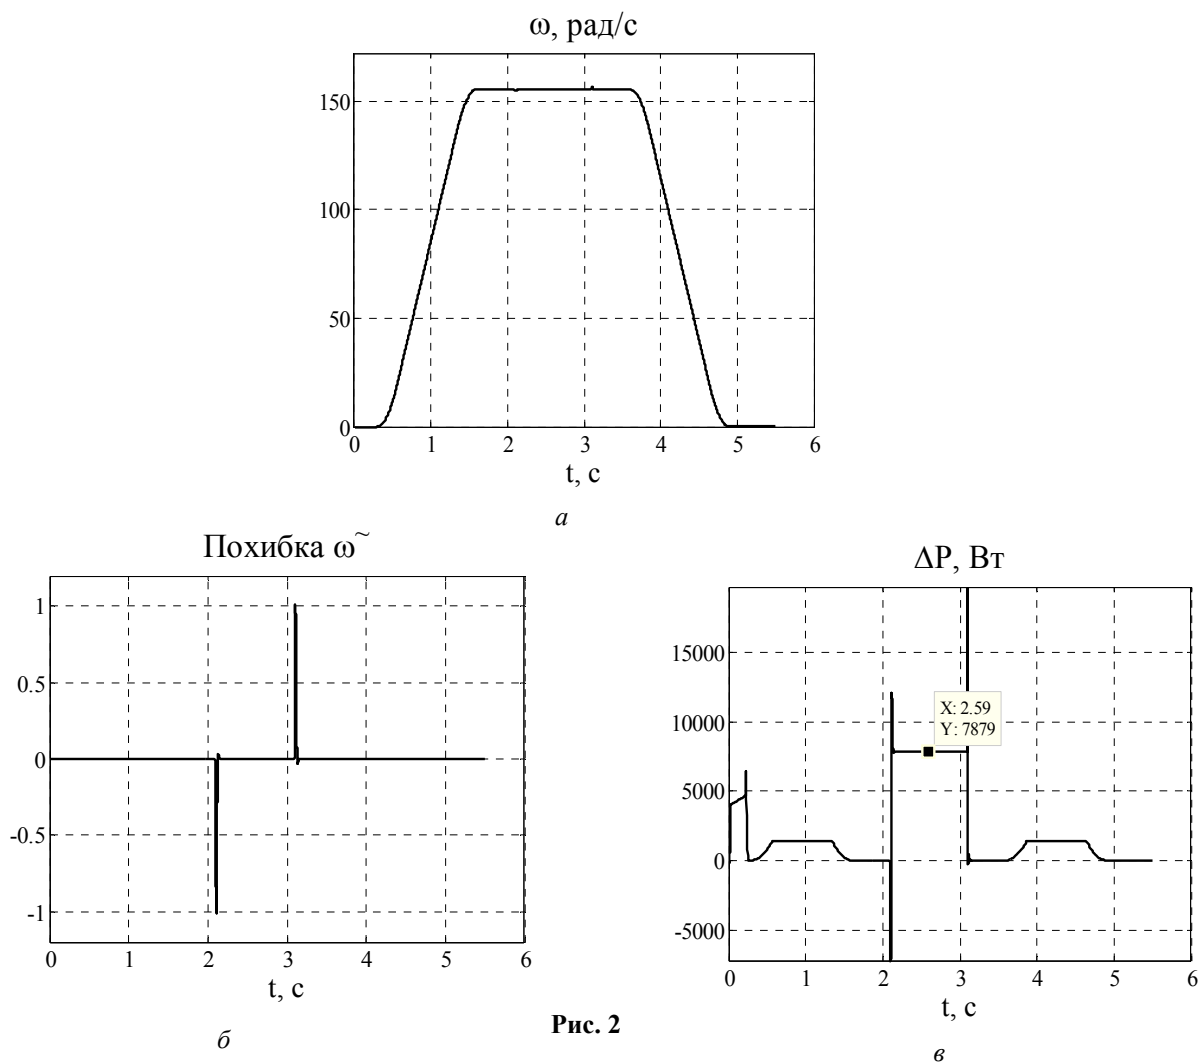 ω, рад/с
150
100
50
0
0 1 2 3 4 5 6
t, с
а
Похибка ω~
1
0.5
0
-0.5
-1
0 1 2 3 4 5 6
t, с
б
ΔP, Вт
15000
10000
5000
0
-5000
X: 2.59
Y: 7879
0 1 2 3 4 5 6
t, с
в
Рис. 2